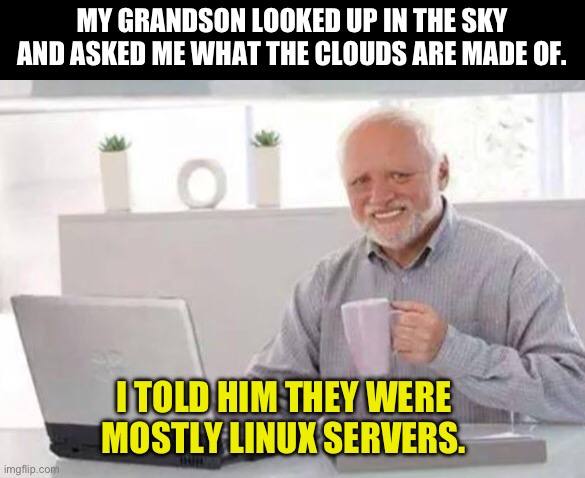 MY GRANDSON LOOKED UP IN THE SKY
AND ASKED ME WHAT THE CLOUDS ARE MADE OF.
I TOLD HIM THEY WERE
MOSTLY LINUX SERVERS.
imgflip.com